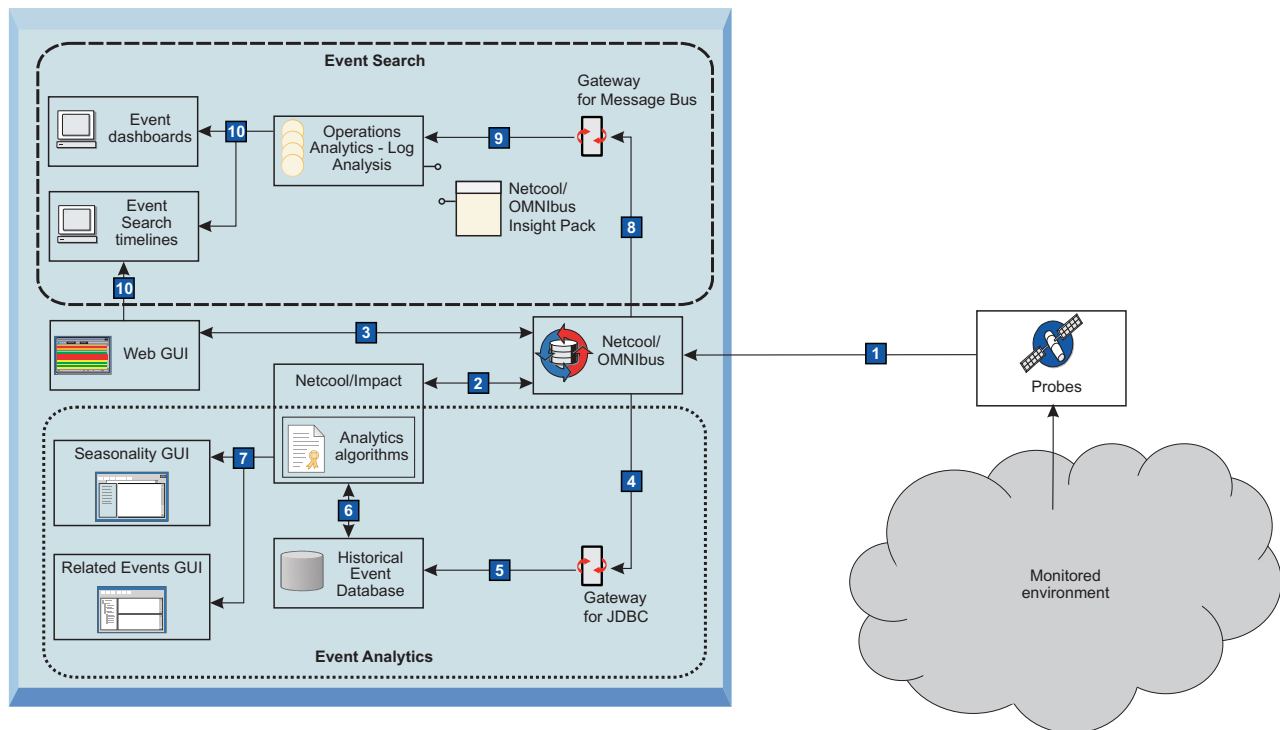 Event Search
Gateway
for Message Bus
Event
dashboards
10
Operations
Analytics - Log
Analysis
9
Event
Search
timelines
Netcool/
OMNIbus
Insight Pack
8
10
Web GUI
3
Netcool/
OMNIbus
1
Probes
Netcool/Impact
2
Analytics
algorithms
Seasonality GUI
7
4
6
Historical
Event
Database
5
Gateway
for JDBC
Related Events GUI
Monitored
environment
Event Analytics